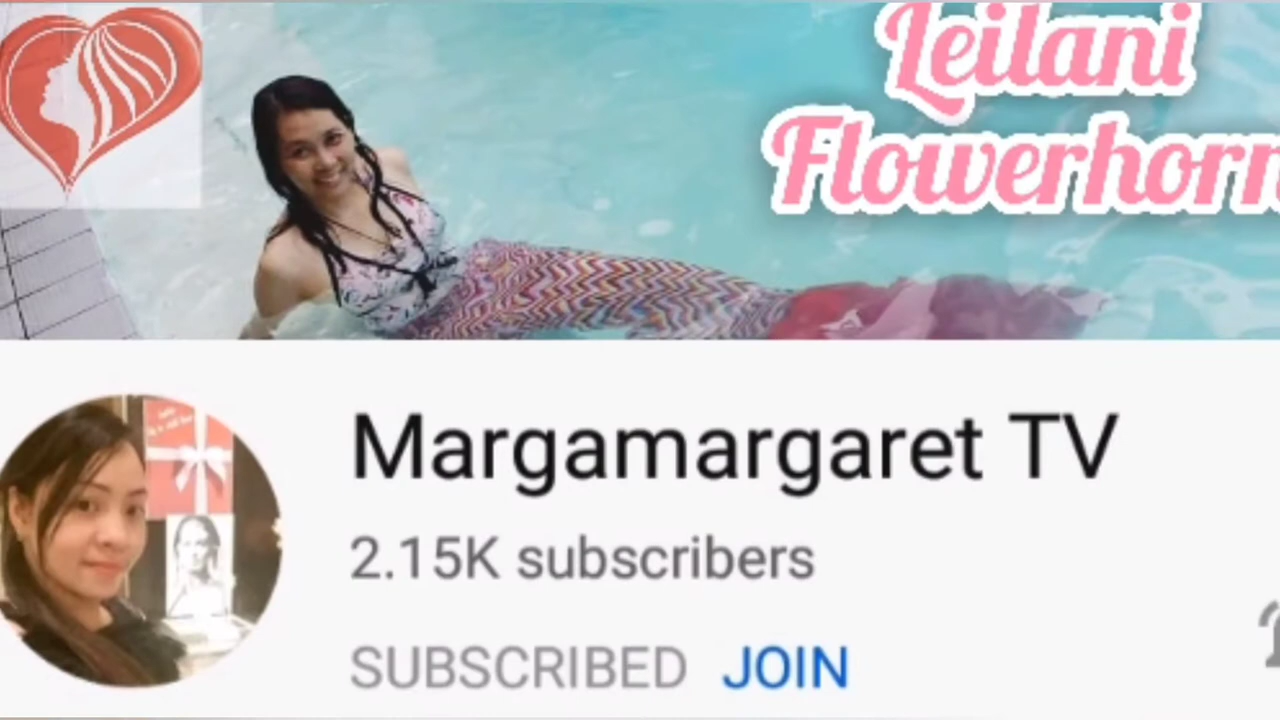 Leilani
Flowerhorn
Margamargaret TV
2.15K subscribers
SUBSCRIBED JOIN